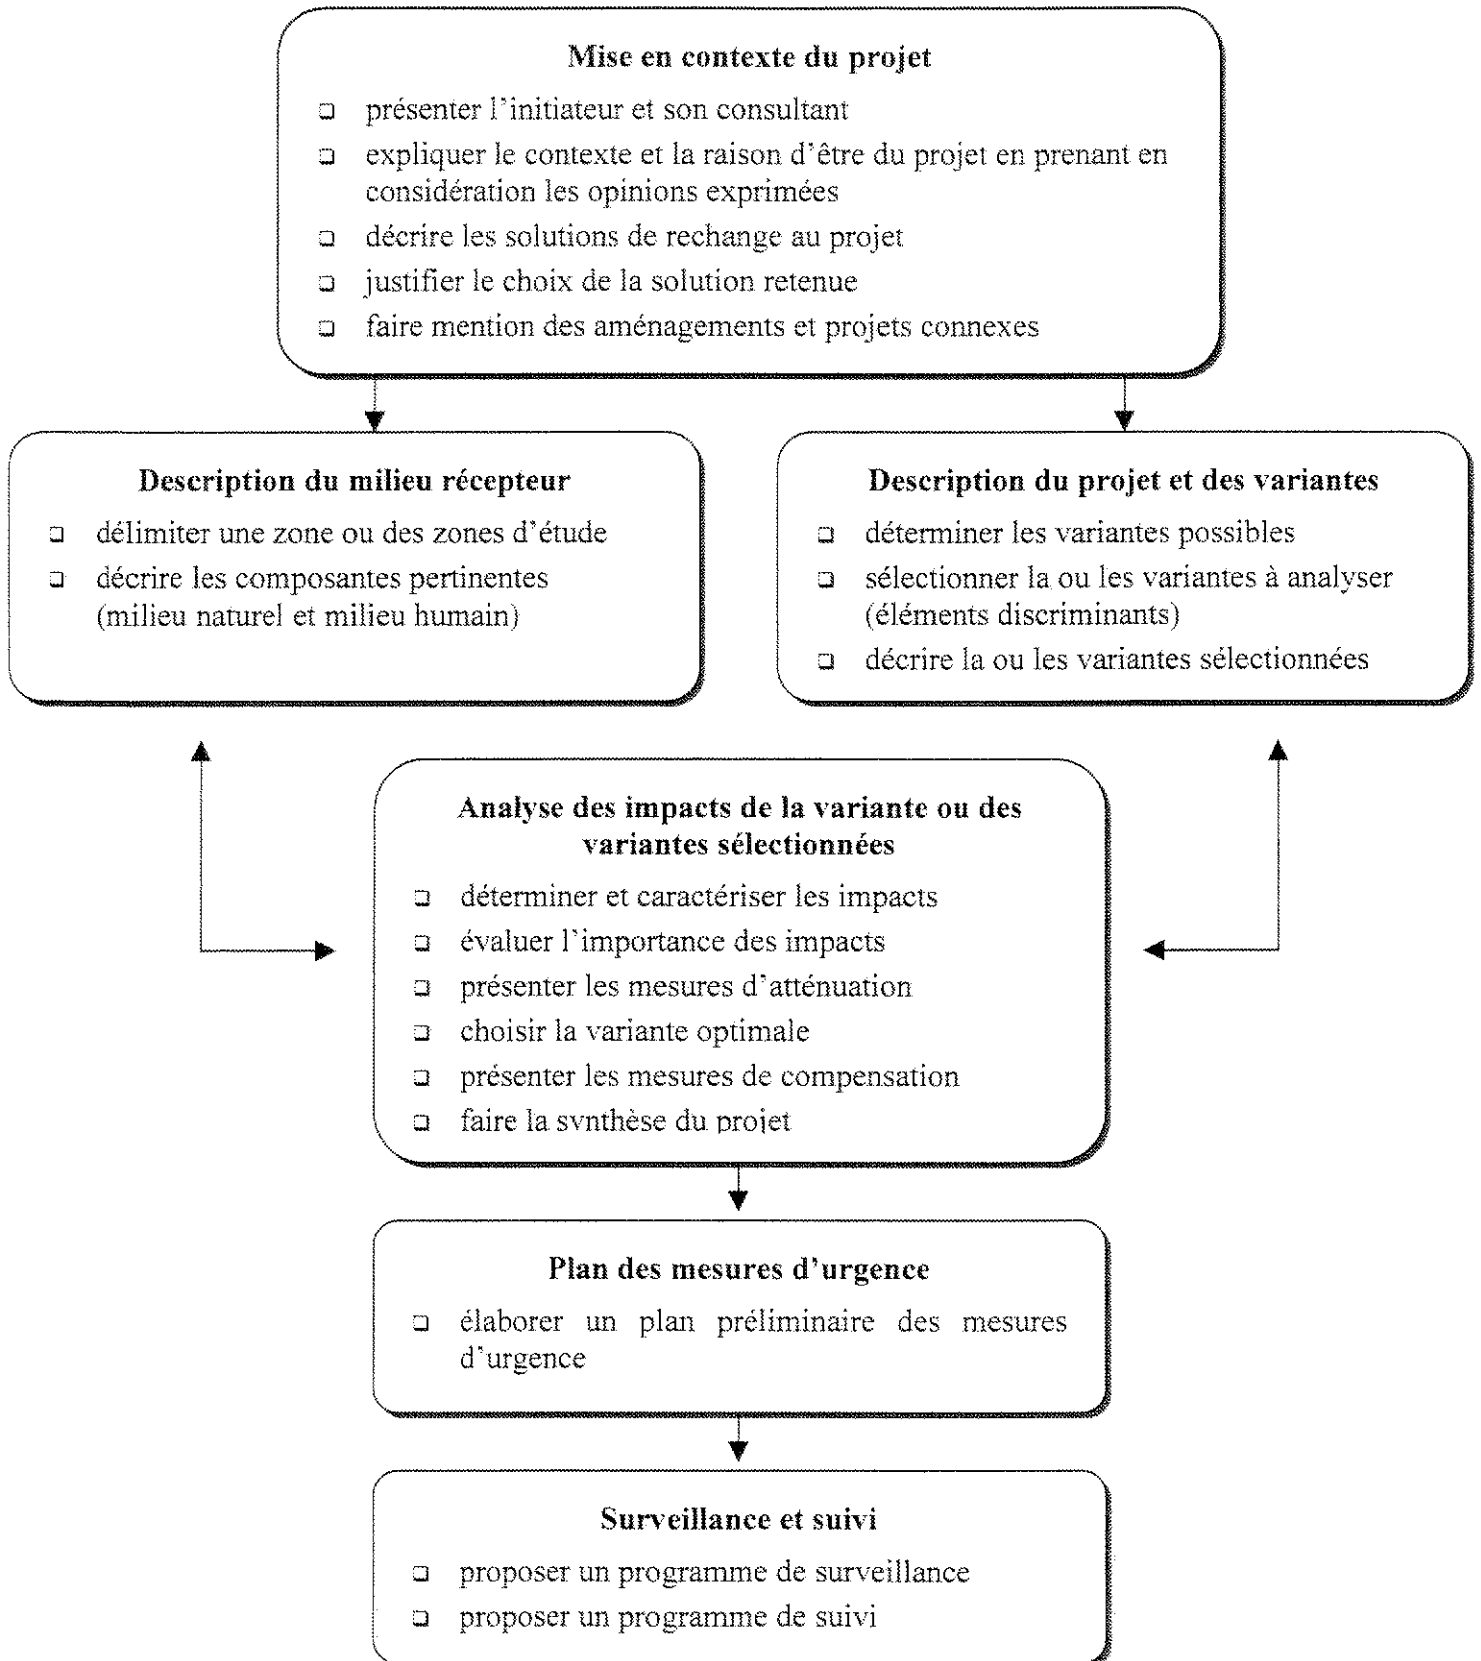 Mise en contexte du projet
❑ présenter l'initiateur et son consultant
❑ expliquer le contexte et la raison d'être du projet en prenant en
considération les opinions exprimées
❑ décrire les solutions de rechange au projet
❑ justifier le choix de la solution retenue
❑ faire mention des aménagements et projets connexes
Description du milieu récepteur
❑ délimiter une zone ou des zones d'étude
❑ décrire les composantes pertinentes
(milieu naturel et milieu humain)
Description du projet et des variantes
❑ déterminer les variantes possibles
❑ sélectionner la ou les variantes à analyser
(éléments discriminants)
❑ décrire la ou les variantes sélectionnées
Analyse des impacts de la variante ou des
variantes sélectionnées
❑ déterminer et caractériser les impacts
❑ évaluer l'importance des impacts
❑ présenter les mesures d'atténuation
❑ choisir la variante optimale
❑ présenter les mesures de compensation
❑ faire la synthèse du projet
Plan des mesures d'urgence
❑ élaborer un plan préliminaire des mesures
d'urgence
Surveillance et suivi
❑ proposer un programme de surveillance
❑ proposer un programme de suivi